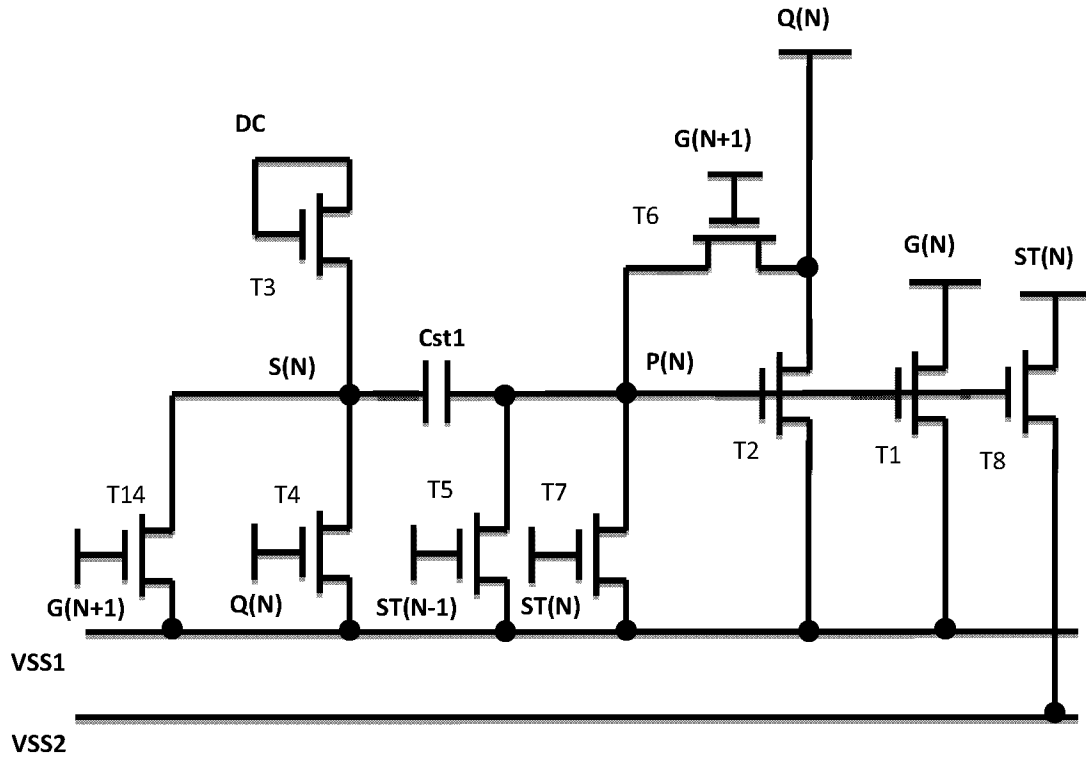 Q(N)
DC
G(N+1)
T6
G(N)
ST(N)
T3
Cst1
S(N)
P(N)
T2
T1
T8
T14
T4
T5
T7
G(N+1)
Q(N)
ST(N-1)
ST(N)
VSS1
VSS2